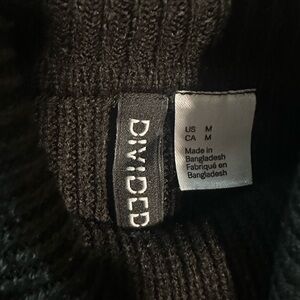 DIVIDED
US M
CA M
Made in
Bangladesh
Fabriqué en
Bangladesh